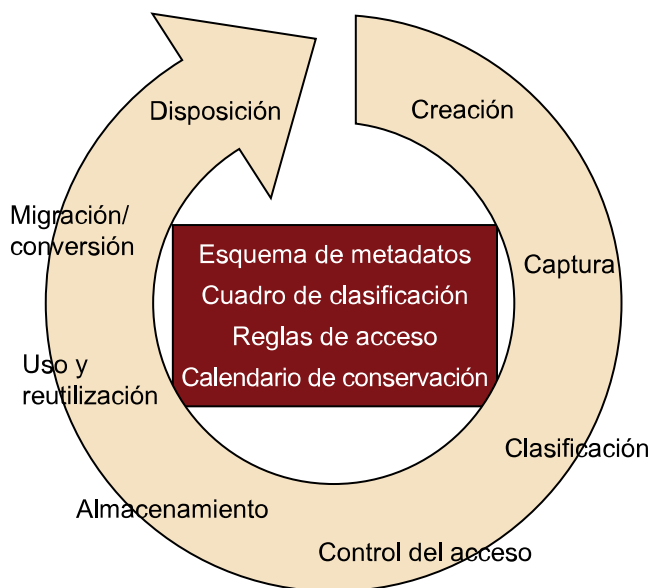 Disposición
Creación
Migración/
conversión
Esquema de metadatos
Cuadro de clasificación
Reglas de acceso
Calendario de conservación
Captura
Uso y
reutilización
Clasificación
Almacenamiento
Control del acceso